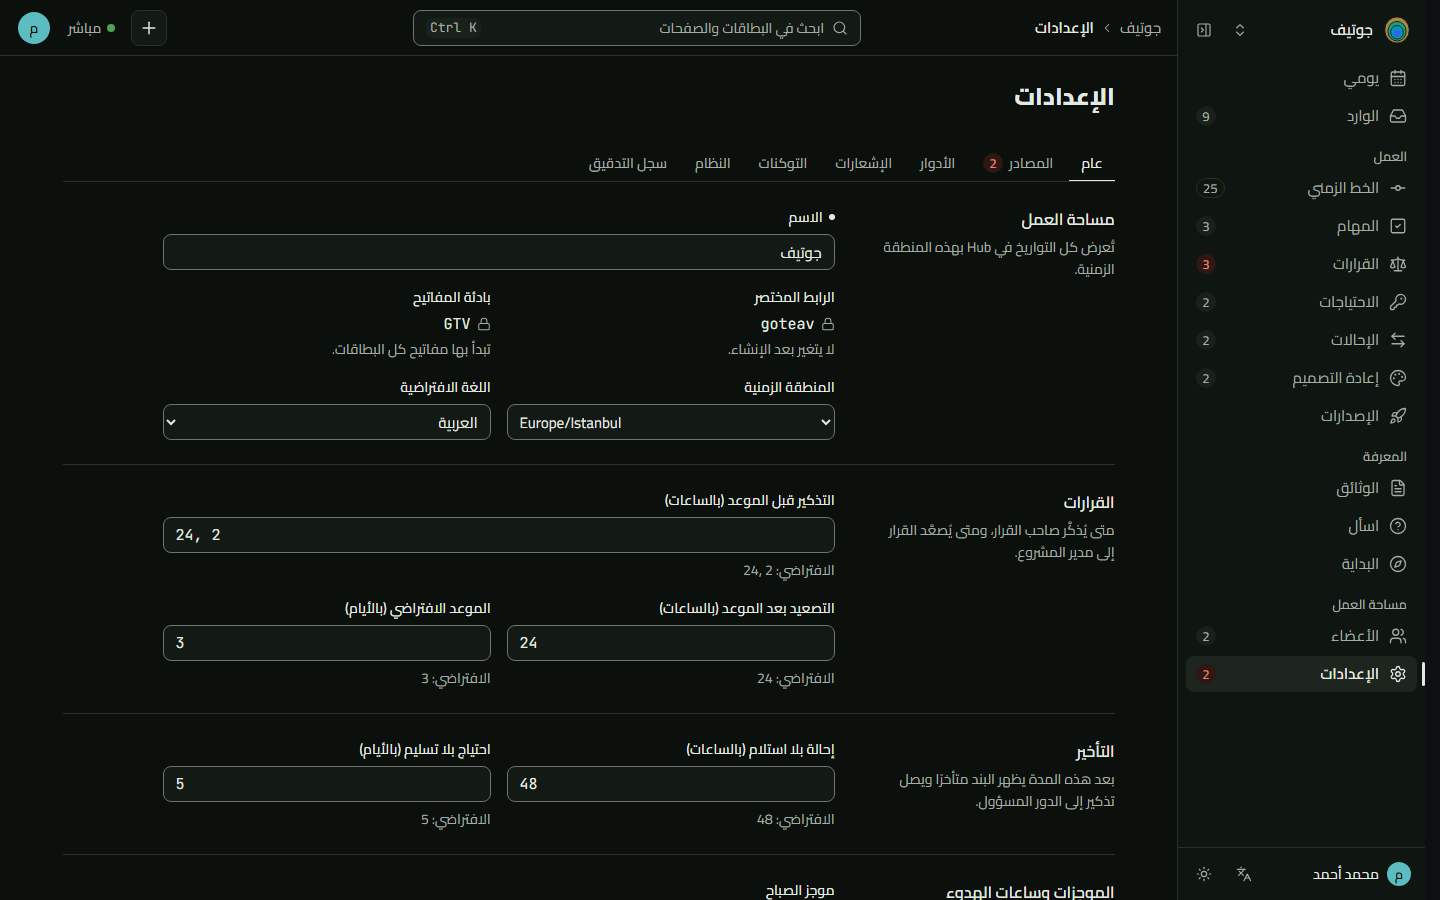 جوتيف
يومي
الوارد 9
العمل
الخط الزمني 25
المهام 3
القرارات 3
الاحتياجات 2
الإحالات 2
إعادة التصميم 2
الإصدارات
المعرفة
الوثائق
اسأل
البداية
مساحة العمل
الأعضاء 2
الإعدادات 2
محمد أحمد
م
جوتيف
الإعدادات
ابحث في البطاقات والصفحات Ctrl K
مباشر
م
الإعدادات
عام المصادر 2 الأدوار الإشعارات التوكنات النظام سجل التدقيق
مساحة العمل
تُعرض كل التواريخ في Hub بهذه المنطقة
الزمنية.
الاسم
جوتيف
الرابط المختصر بادئة المفاتيح
goteav GTV
لا يتغير بعد الإنشاء. تبدأ بها مفاتيح كل البطاقات.
المنطقة الزمنية اللغة الافتراضية
Europe/Istanbul العربية
القرارات
متى يُذكَّر صاحب القرار، ومتى يُصعَّد القرار
إلى مدير المشروع.
التذكير قبل الموعد (بالساعات)
24, 2
الافتراضي: 24, 2
التصعيد بعد الموعد (بالساعات) الموعد الافتراضي (بالأيام)
24 3
الافتراضي: 24 الافتراضي: 3
التأخير
بعد هذه المدة يظهر البند متأخرًا ويصل
تذكير إلى الدور المسؤول.
إحالة بلا استلام (بالساعات) احتياج بلا تسليم (بالأيام)
48 5
الافتراضي: 48 الافتراضي: 5
الموجزات وساعات الهدوء
موجز الصباح